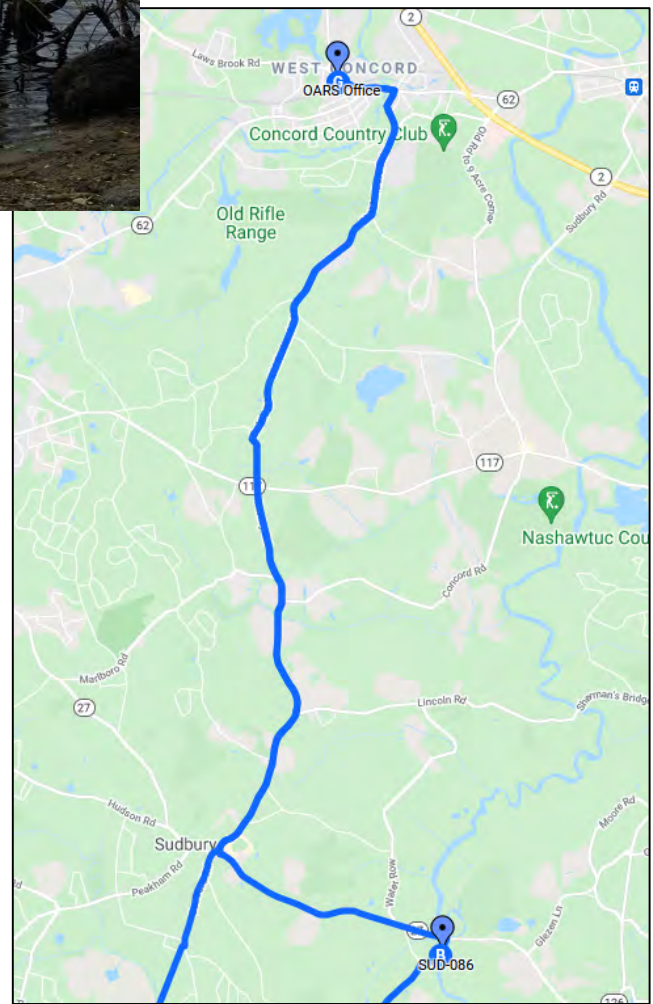 2
Laws Brook Rd
WEST CONCORD
G
OARS Office
62
Concord Country Club
Old Rd to 9 Acre Corner
2
Sudbury Rd
62
Old Rifle
Range
117
117
Nashawtuc Cou
Concord Rd
Marlboro Rd
27
Lincoln Rd
Sherman's Bridge
Hudson Rd
Moore Rd
Sudbury
Peakham Rd
Water Row
Glezen Ln
27
B
SUD-086
126